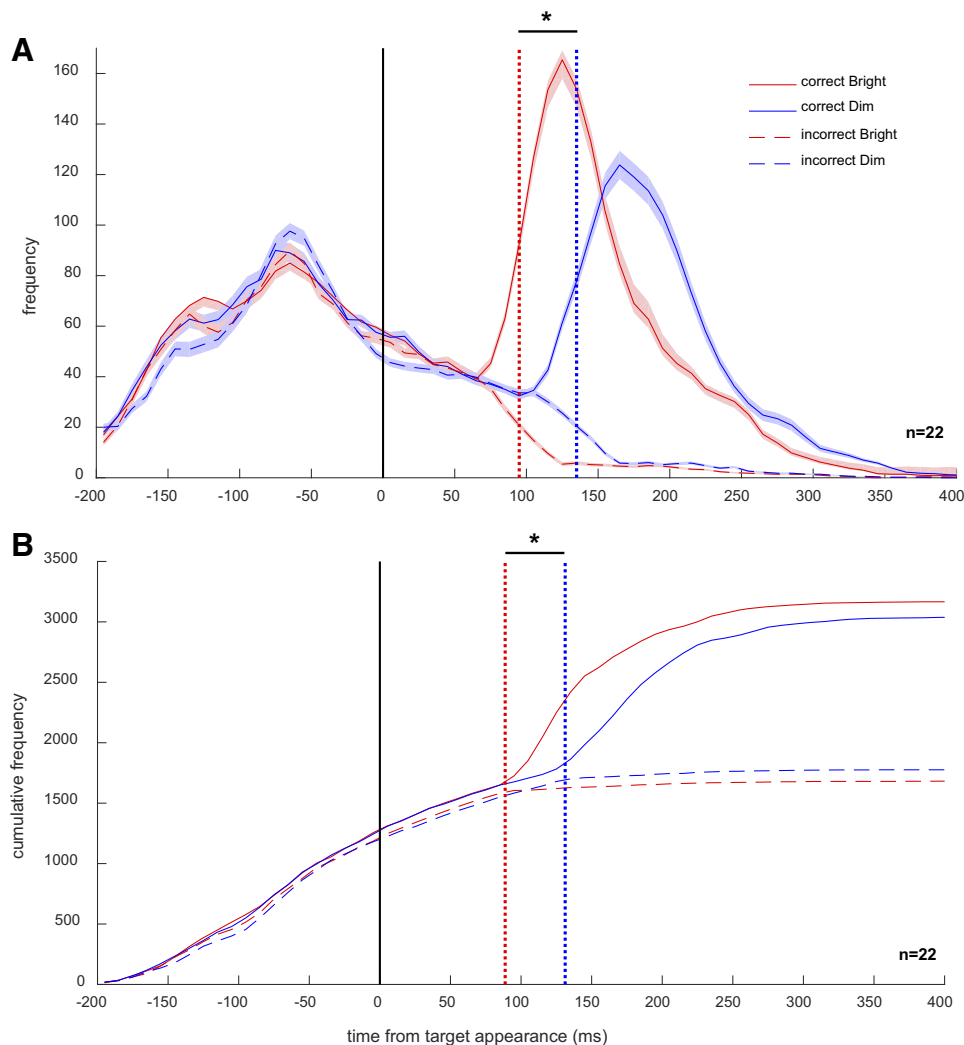 *
A
160
140
120
100
80
60
40
20
0
frequency
correct Bright
correct Dim
incorrect Bright
incorrect Dim
n=22
-200 -150 -100 -50 0 50 100 150 200 250 300 350 400
*
B
3500
3000
2500
2000
1500
1000
500
0
cumulative frequency
n=22
-200 -150 -100 -50 0 50 100 150 200 250 300 350 400
time from target appearance (ms)